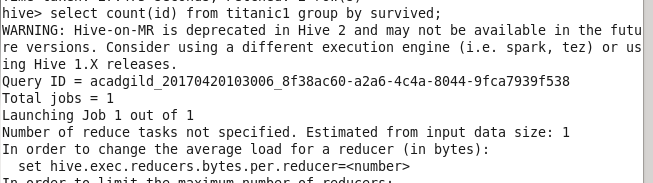 hive> select count(id) from titanic1 group by survived;
WARNING: Hive-on-MR is deprecated in Hive 2 and may not be available in the futu
re versions. Consider using a different execution engine (i.e. spark, tez) or us
ing Hive 1.X releases.
Query ID = acadgild_20170420103006_8f38ac60-a2a6-4c4a-8044-9fca7939f538
Total jobs = 1
Launching Job 1 out of 1
Number of reduce tasks not specified. Estimated from input data size: 1
In order to change the average load for a reducer (in bytes):
  set hive.exec.reducers.bytes.per.reducer=<number>
In order to limit the maximum number of reducers: